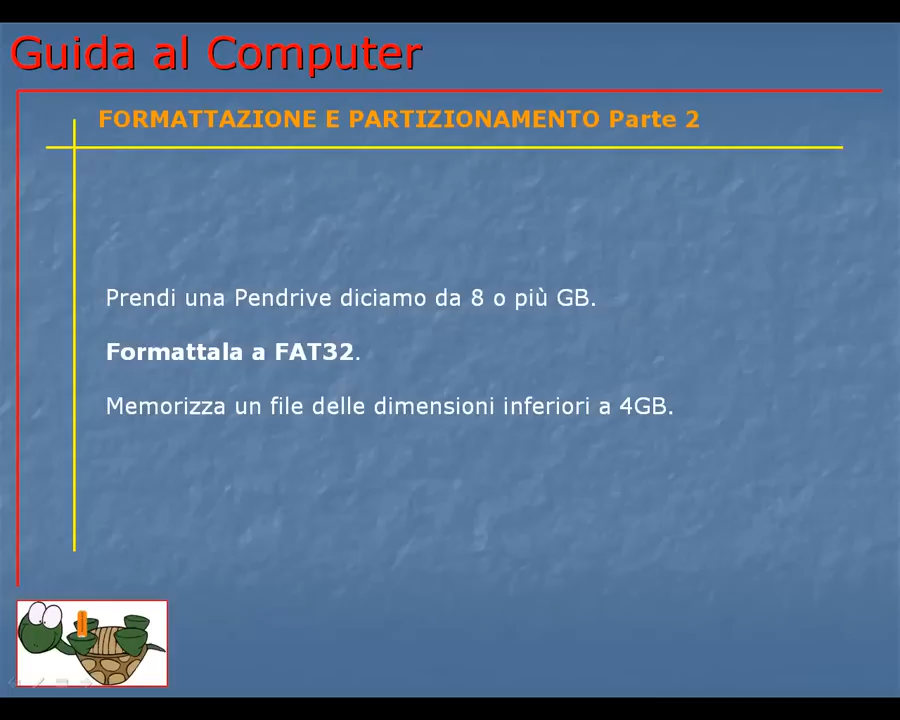 Guida al Computer
FORMATTAZIONE E PARTIZIONAMENTO Parte 2
Prendi una Pendrive diciamo da 8 o più GB.
Formattala a FAT32.
Memorizza un file delle dimensioni inferiori a 4GB.